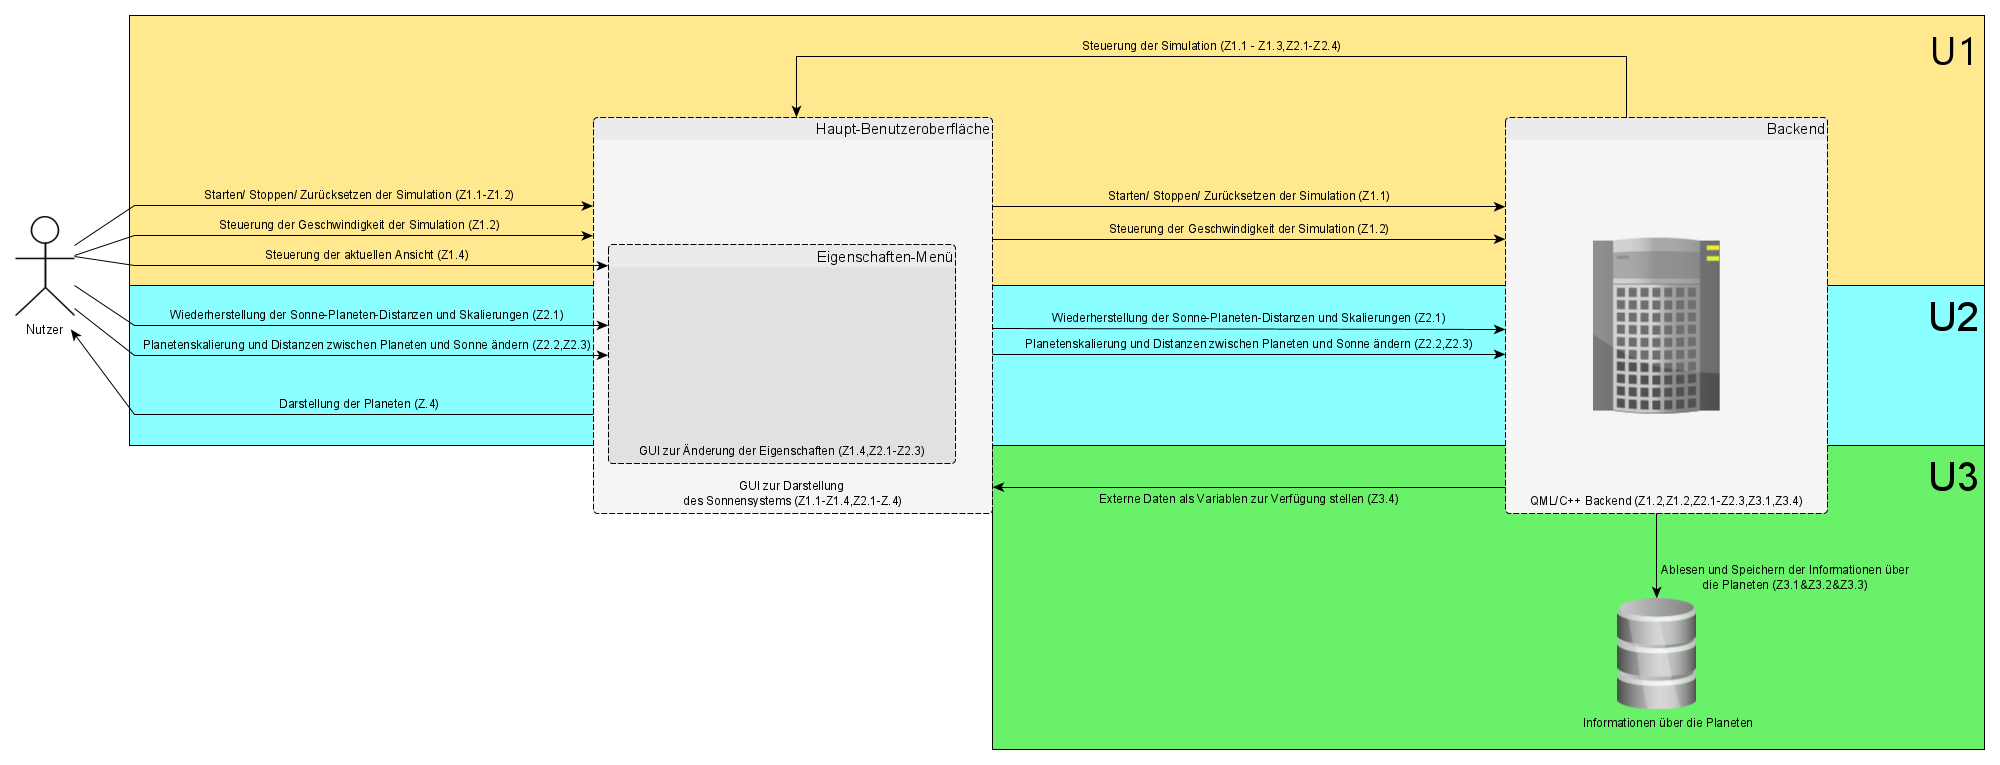 Steuerung der Simulation (Z1.1 - Z1.3,Z2.1-Z2.4)
U1
Haupt-Benutzeroberfläche
Backend
Starten/ Stoppen/ Zurücksetzen der Simulation (Z1.1-Z1.2)
Starten/ Stoppen/ Zurücksetzen der Simulation (Z1.1)
Steuerung der Geschwindigkeit der Simulation (Z1.2)
Steuerung der Geschwindigkeit der Simulation (Z1.2)
Steuerung der aktuellen Ansicht (Z1.4)
Eigenschaften-Menü
U2
Nutzer
Wiederherstellung der Sonne-Planeten-Distanzen und Skalierungen (Z2.1)
Wiederherstellung der Sonne-Planeten-Distanzen und Skalierungen (Z2.1)
Planetenskalierung und Distanzen zwischen Planeten und Sonne ändern (Z2.2,Z2.3)
Planetenskalierung und Distanzen zwischen Planeten und Sonne ändern (Z2.2,Z2.3)
Darstellung der Planeten (Z.4)
GUI zur Änderung der Eigenschaften (Z1.4,Z2.1-Z2.3)
U3
GUI zur Darstellung
des Sonnensystems (Z1.1-Z1.4,Z2.1-Z.4)
Externe Daten als Variablen zur Verfügung stellen (Z3.4)
QML/C++ Backend (Z1.2,Z1.2,Z2.1-Z2.3,Z3.1,Z3.4)
Ablesen und Speichern der Informationen über
die Planeten (Z3.1&Z3.2&Z3.3)
Informationen über die Planeten